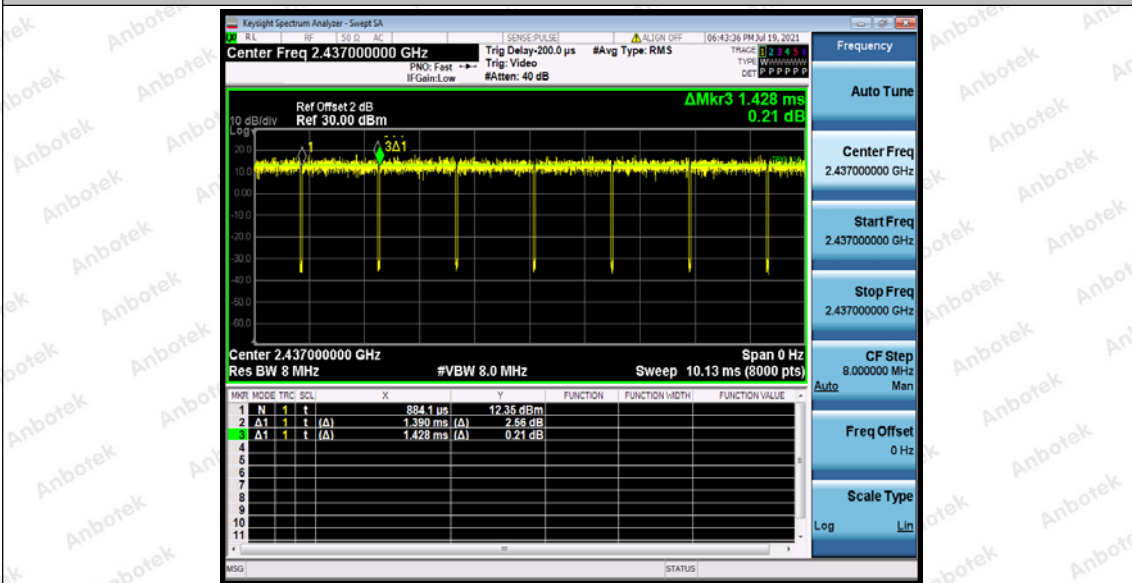 Keysight Spectrum Analyzer - Swept SA
RL RF 50 Ω AC SENSE:PULSE ALIGN OFF 06:43:36 PM Jul 19, 2021
Center Freq 2.437000000 GHz
PNO: Fast
IFGain:Low
Trig Delay-200.0 µs
Trig: Video
#Atten: 40 dB
#Avg Type: RMS
TRACE 1 2 3 4 5 6
TYPE WWWWWW
DET P P P P P P
ΔMkr3 1.428 ms
0.21 dB
Ref Offset 2 dB
10 dB/div Ref 30.00 dBm
Log
1
3Δ1
20.0
10.0
0.00
-10.0
-20.0
-30.0
-40.0
-50.0
-60.0
Center 2.437000000 GHz Span 0 Hz
Res BW 8 MHz #VBW 8.0 MHz Sweep 10.13 ms (8000 pts)
MKR MODE TRC SCL X Y FUNCTION FUNCTION WIDTH FUNCTION VALUE
1 N 1 t 884.1 µs 12.35 dBm
2 Δ1 1 t (Δ) 1.390 ms (Δ) 2.56 dB
3 Δ1 1 t (Δ) 1.428 ms (Δ) 0.21 dB
4
5
6
7
8
9
10
11
MSG STATUS
Frequency
Auto Tune
Center Freq
2.437000000 GHz
Start Freq
2.437000000 GHz
Stop Freq
2.437000000 GHz
CF Step
8.000000 MHz
Auto Man
Freq Offset
0 Hz
Scale Type
Log Lin
Anbotek